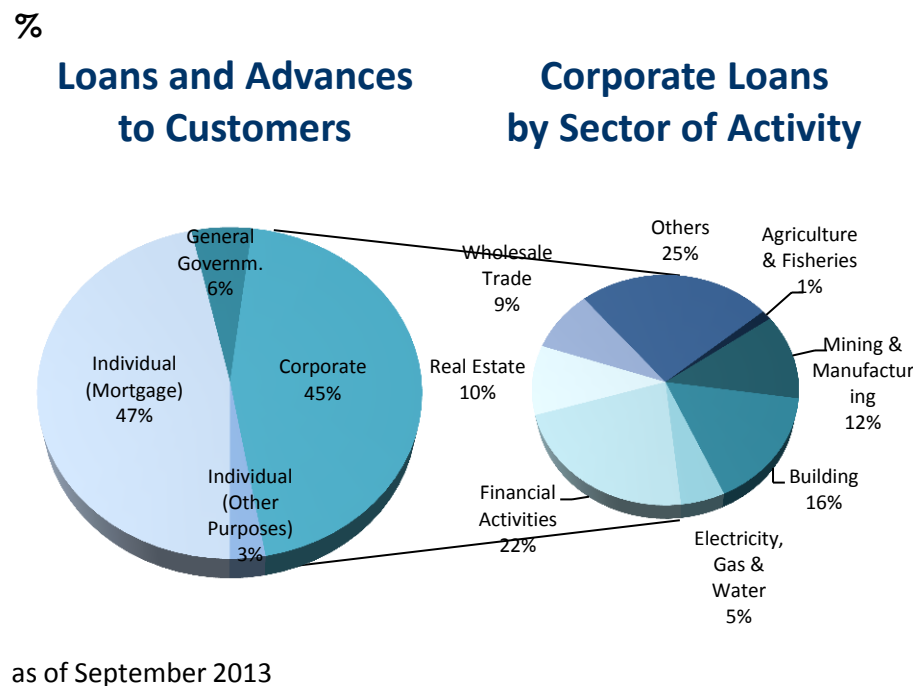 %
Loans and Advances
to Customers
Corporate Loans
by Sector of Activity
General
Governm.
6%
Individual
(Mortgage)
47%
Corporate
45%
Individual
(Other
Purposes)
3%
Others
25%
Agriculture
& Fisheries
1%
Wholesale
Trade
9%
Real Estate
10%
Mining &
Manufactur
ing
12%
Building
16%
Financial
Activities
22%
Electricity,
Gas &
Water
5%
as of September 2013